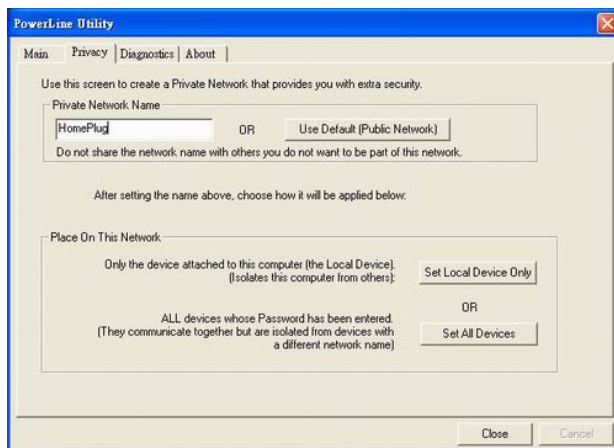 PowerLine Utility
Main Privacy Diagnostics About
Use this screen to create a Private Network that provides you with extra security.
Private Network Name
HomePlug OR Use Default (Public Network)
Do not share the network name with others you do not want to be part of this network.
After setting the name above, choose how it will be applied below:
Place On This Network
Only the device attached to this computer (the Local Device).
(Isolates this computer from others): Set Local Device Only
OR
ALL devices whose Password has been entered.
(They communicate together but are isolated from devices with
a different network name) Set All Devices
Close Cancel